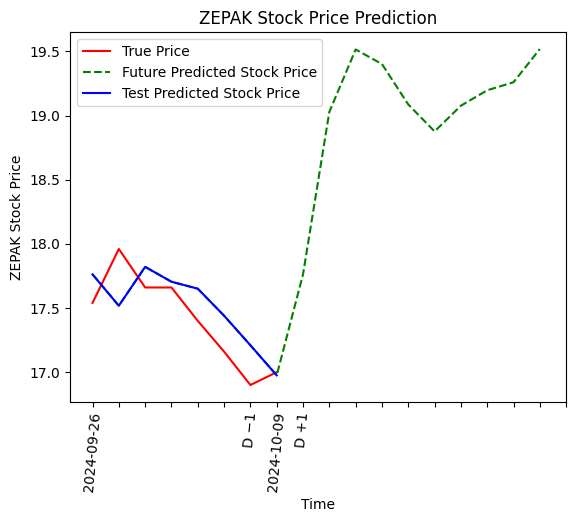 ZEPAK Stock Price Prediction
True Price
Future Predicted Stock Price
Test Predicted Stock Price
ZEPAK Stock Price
19.5
19.0
18.5
18.0
17.5
17.0
2024-09-26
D −1
2024-10-09
D +1
Time